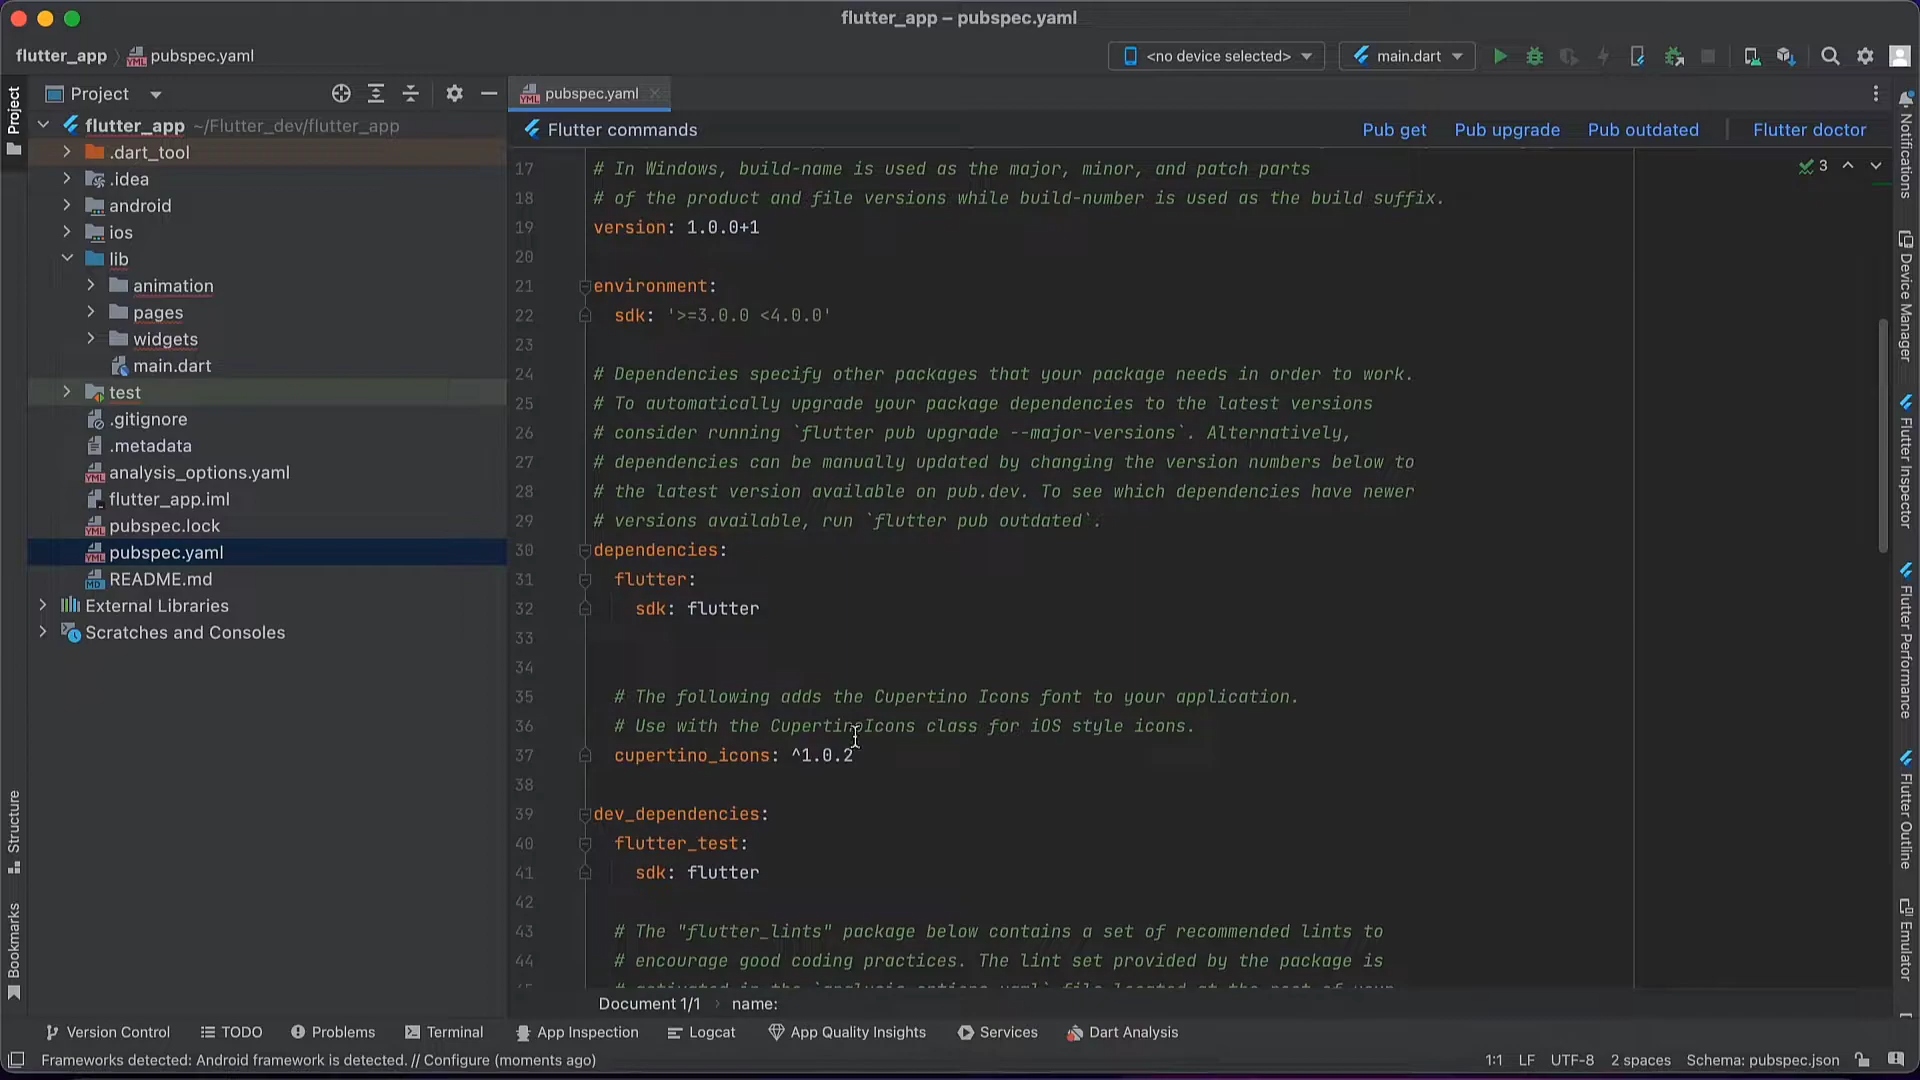 flutter_app – pubspec.yaml
flutter_app
pubspec.yaml
<no device selected>
main.dart
Project
Project
pubspec.yaml
flutter_app ~/Flutter_dev/flutter_app
.dart_tool
.idea
android
ios
lib
animation
pages
widgets
main.dart
test
.gitignore
.metadata
analysis_options.yaml
flutter_app.iml
pubspec.lock
pubspec.yaml
README.md
External Libraries
Scratches and Consoles
Structure
Bookmarks
Flutter commands
Pub get
Pub upgrade
Pub outdated
Flutter doctor
3
17 # In Windows, build-name is used as the major, minor, and patch parts
18 # of the product and file versions while build-number is used as the build suffix.
19 version: 1.0.0+1
20
21 environment:
22 sdk: '>=3.0.0 <4.0.0'
23
24 # Dependencies specify other packages that your package needs in order to work.
25 # To automatically upgrade your package dependencies to the latest versions
26 # consider running `flutter pub upgrade --major-versions`. Alternatively,
27 # dependencies can be manually updated by changing the version numbers below to
28 # the latest version available on pub.dev. To see which dependencies have newer
29 # versions available, run `flutter pub outdated`.
30 dependencies:
31 flutter:
32 sdk: flutter
33
34
35 # The following adds the Cupertino Icons font to your application.
36 # Use with the CupertinoIcons class for iOS style icons.
37 cupertino_icons: ^1.0.2
38
39 dev_dependencies:
40 flutter_test:
41 sdk: flutter
42
43 # The "flutter_lints" package below contains a set of recommended lints to
44 # encourage good coding practices. The lint set provided by the package is
Document 1/1
name:
Notifications
Device Manager
Flutter Inspector
Flutter Performance
Flutter Outline
Emulator
Version Control
TODO
Problems
Terminal
App Inspection
Logcat
App Quality Insights
Services
Dart Analysis
Frameworks detected: Android framework is detected. // Configure (moments ago)
1:1 LF UTF-8 2 spaces Schema: pubspec.json